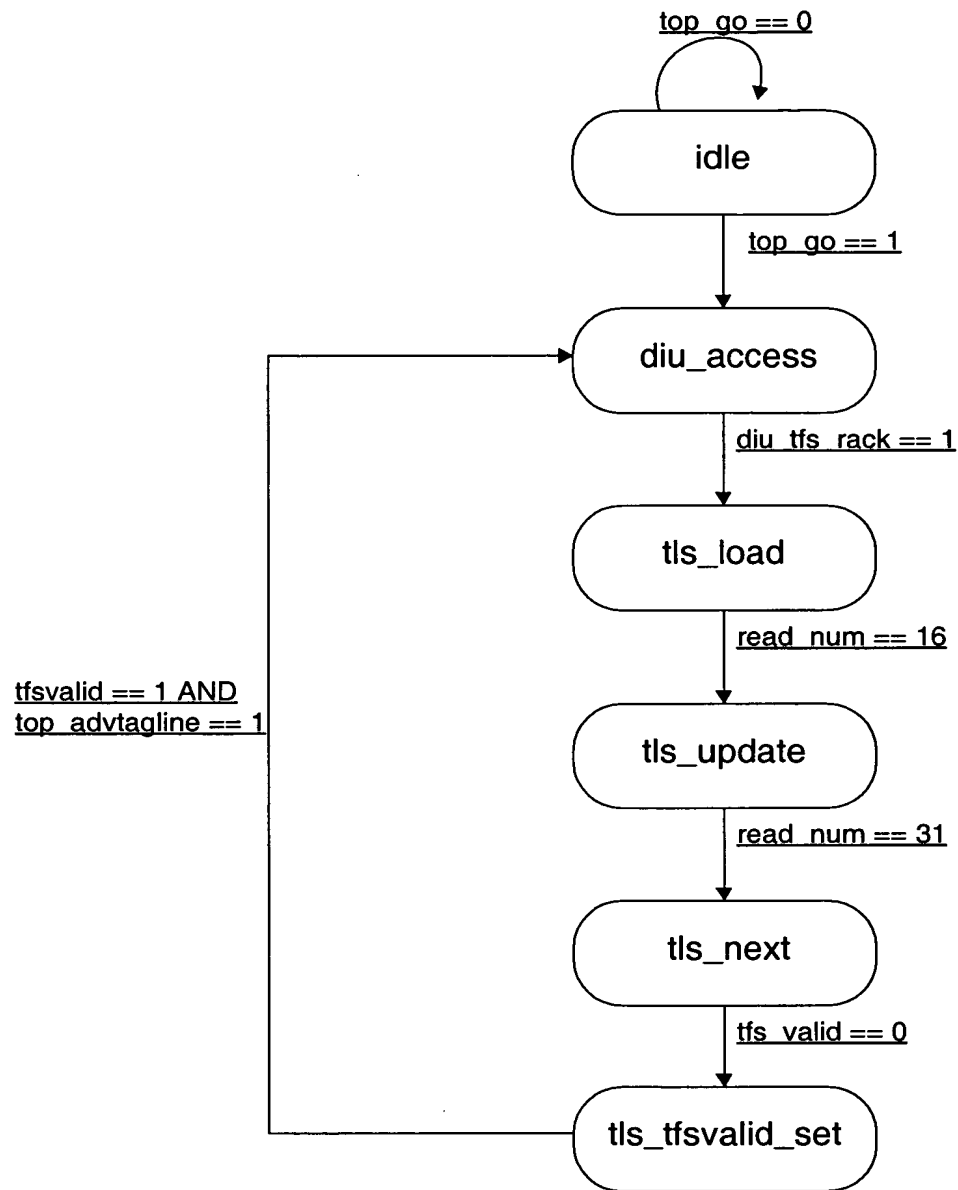 top_go == 0
idle
top_go == 1
diu_access
diu_tfs_rack == 1
tls_load
read_num == 16
tfsvalid == 1 AND
top_advtagline == 1
tls_update
read_num == 31
tls_next
tfs_valid == 0
tls_tfsvalid_set